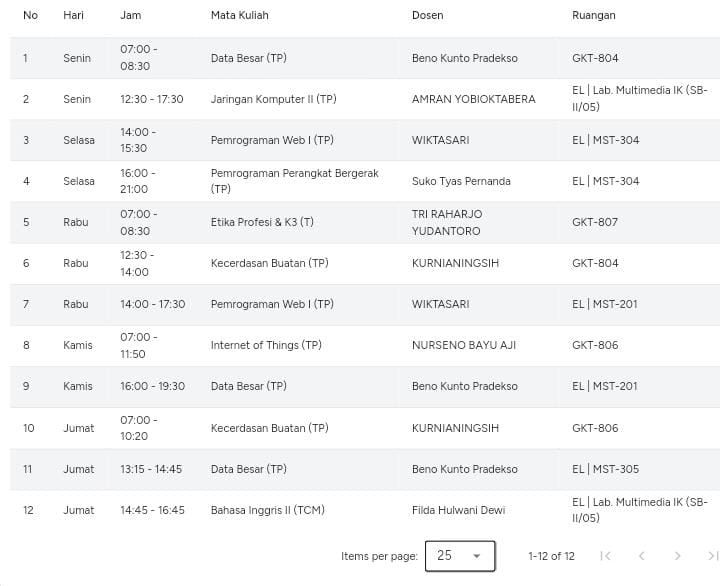 No Hari Jam Mata Kuliah Dosen Ruangan
1 Senin 07:00 - 08:30 Data Besar (TP) Beno Kunto Pradekso GKT-804
2 Senin 12:30 - 17:30 Jaringan Komputer II (TP) AMRAN YOBIOKTABERA EL | Lab. Multimedia IK (SB-II/05)
3 Selasa 14:00 - 15:30 Pemrograman Web I (TP) WIKTASARI EL | MST-304
4 Selasa 16:00 - 21:00 Pemrograman Perangkat Bergerak (TP) Suko Tyas Pernanda EL | MST-304
5 Rabu 07:00 - 08:30 Etika Profesi & K3 (T) TRI RAHARJO YUDANTORO GKT-807
6 Rabu 12:30 - 14:00 Kecerdasan Buatan (TP) KURNIANINGSIH GKT-804
7 Rabu 14:00 - 17:30 Pemrograman Web I (TP) WIKTASARI EL | MST-201
8 Kamis 07:00 - 11:50 Internet of Things (TP) NURSENO BAYU AJI GKT-806
9 Kamis 16:00 - 19:30 Data Besar (TP) Beno Kunto Pradekso EL | MST-201
10 Jumat 07:00 - 10:20 Kecerdasan Buatan (TP) KURNIANINGSIH GKT-806
11 Jumat 13:15 - 14:45 Data Besar (TP) Beno Kunto Pradekso EL | MST-305
12 Jumat 14:45 - 16:45 Bahasa Inggris II (TCM) Filda Hulwani Dewi EL | Lab. Multimedia IK (SB-II/05)
Items per page: 25 1-12 of 12